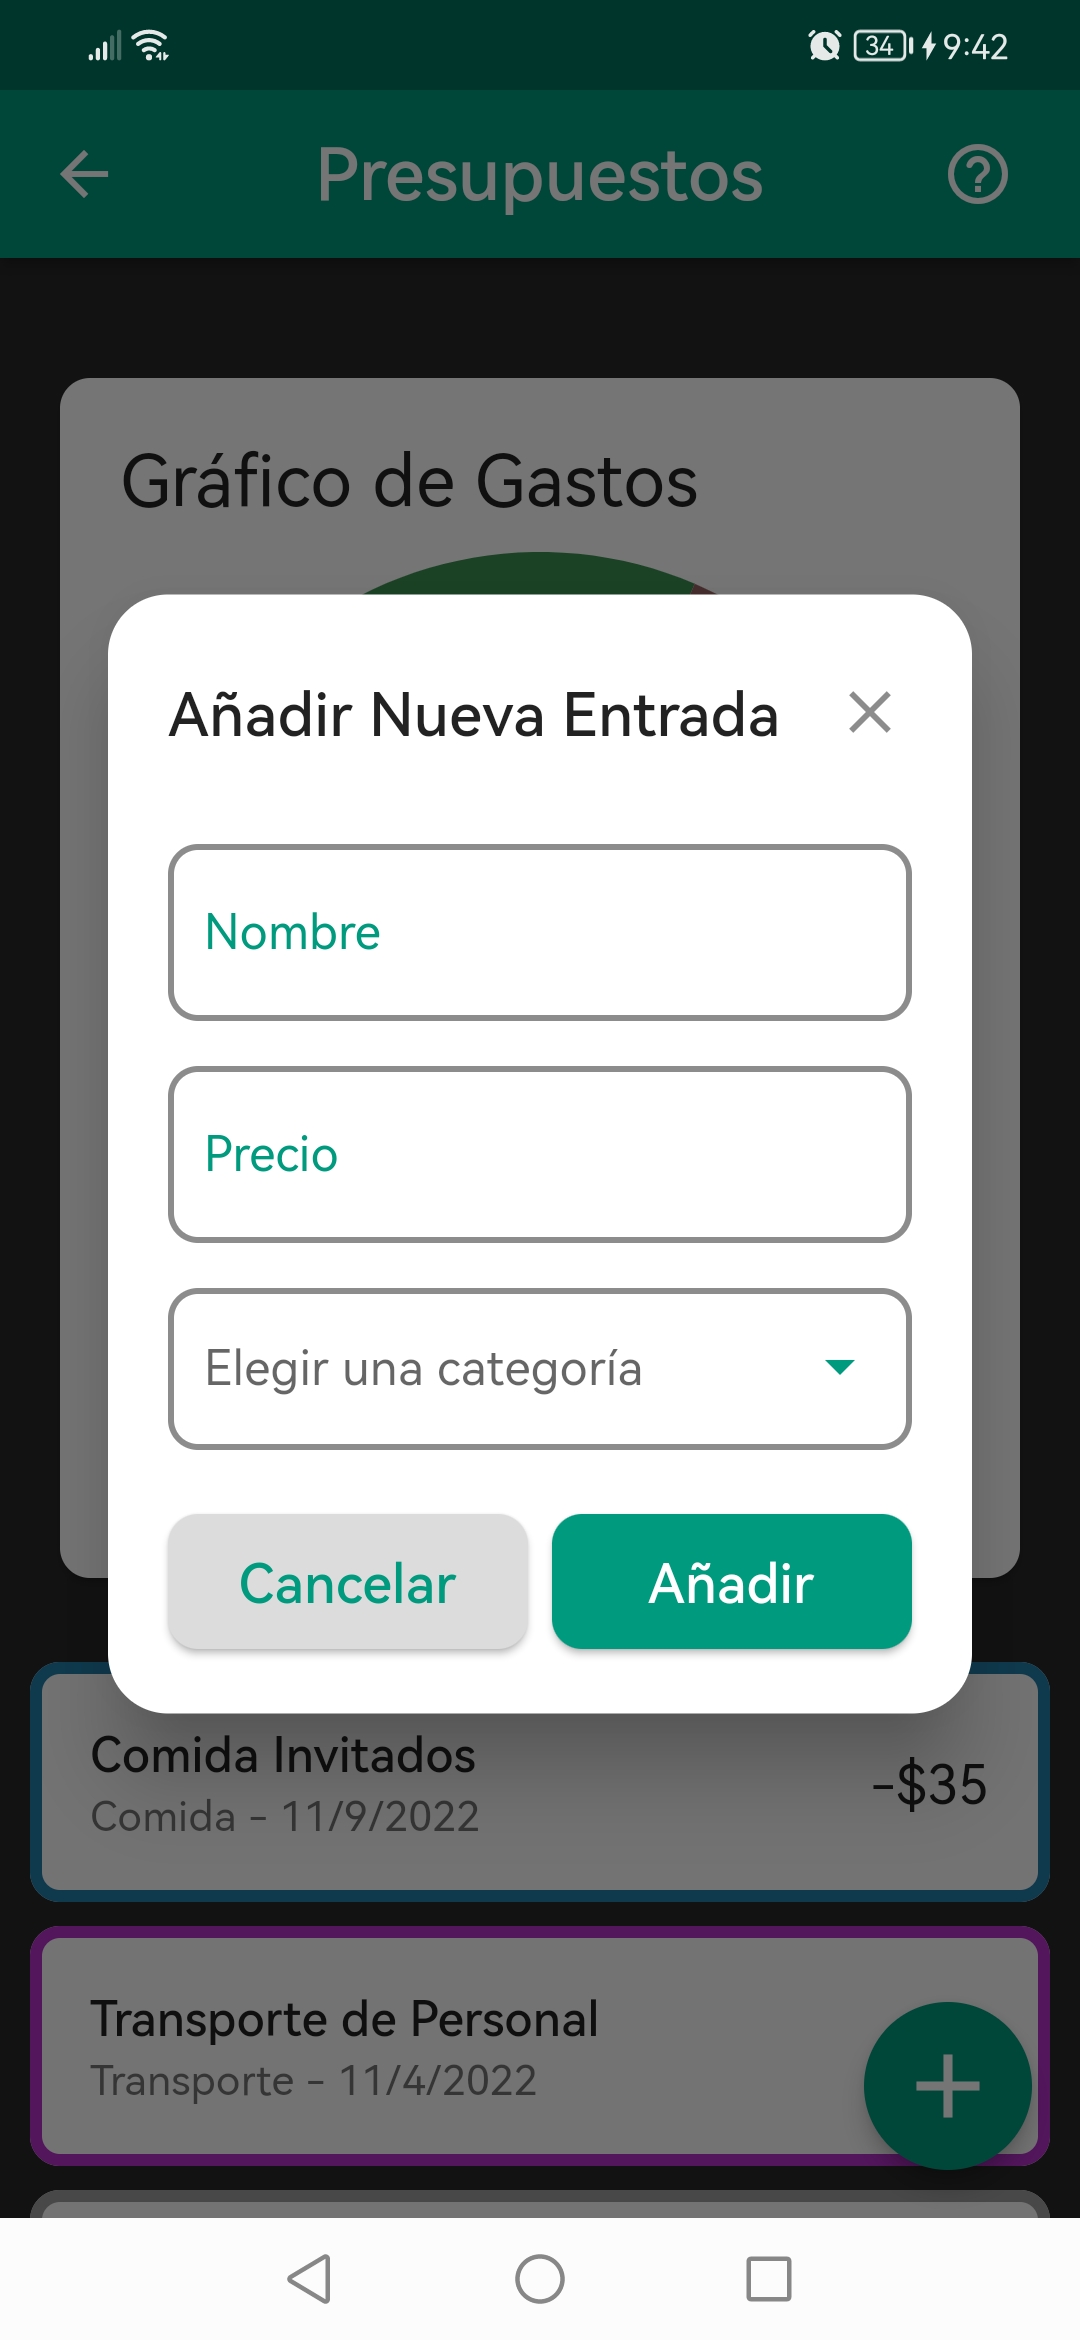 34 9:42
Presupuestos
Gráfico de Gastos
Añadir Nueva Entrada
Nombre
Precio
Elegir una categoría
Cancelar Añadir
Comida Invitados
-$35
Comida - 11/9/2022
Transporte de Personal
Transporte - 11/4/2022